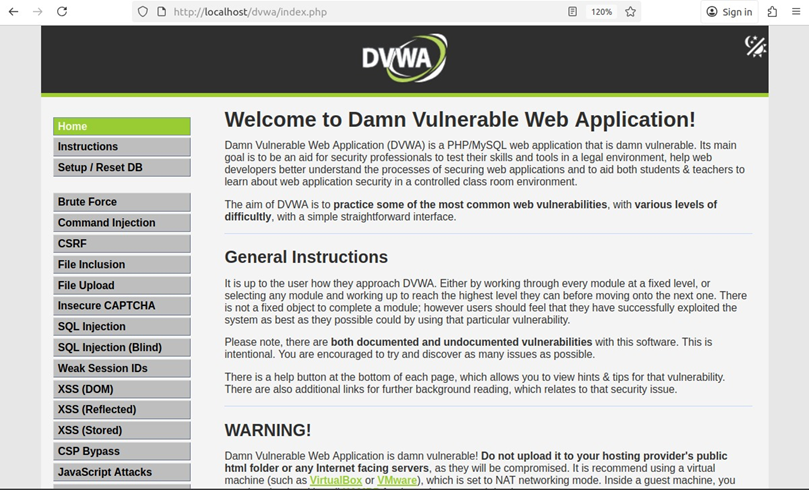 http://localhost/dvwa/index.php
120%
Sign in
DVWA
Home
Instructions
Setup / Reset DB
Brute Force
Command Injection
CSRF
File Inclusion
File Upload
Insecure CAPTCHA
SQL Injection
SQL Injection (Blind)
Weak Session IDs
XSS (DOM)
XSS (Reflected)
XSS (Stored)
CSP Bypass
JavaScript Attacks
Welcome to Damn Vulnerable Web Application!
Damn Vulnerable Web Application (DVWA) is a PHP/MySQL web application that is damn vulnerable. Its main
goal is to be an aid for security professionals to test their skills and tools in a legal environment, help web
developers better understand the processes of securing web applications and to aid both students & teachers to
learn about web application security in a controlled class room environment.
The aim of DVWA is to practice some of the most common web vulnerabilities, with various levels of
difficultly, with a simple straightforward interface.
General Instructions
It is up to the user how they approach DVWA. Either by working through every module at a fixed level, or
selecting any module and working up to reach the highest level they can before moving onto the next one. There
is not a fixed object to complete a module; however users should feel that they have successfully exploited the
system as best as they possible could by using that particular vulnerability.
Please note, there are both documented and undocumented vulnerabilities with this software. This is
intentional. You are encouraged to try and discover as many issues as possible.
There is a help button at the bottom of each page, which allows you to view hints & tips for that vulnerability.
There are also additional links for further background reading, which relates to that security issue.
WARNING!
Damn Vulnerable Web Application is damn vulnerable! Do not upload it to your hosting provider's public
html folder or any Internet facing servers, as they will be compromised. It is recommend using a virtual
machine (such as VirtualBox or VMware), which is set to NAT networking mode. Inside a guest machine, you